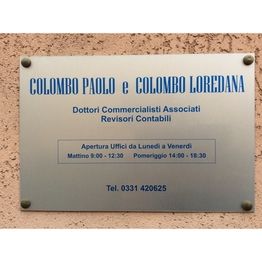 COLOMBO PAOLO e COLOMBO LOREDANA
Dottori Commercialisti Associati
Revisori Contabili
Apertura Uffici da Lunedì a Venerdì
Mattino 9:00 - 12:30 Pomeriggio 14:00 - 18:30
Tel. 0331 420625